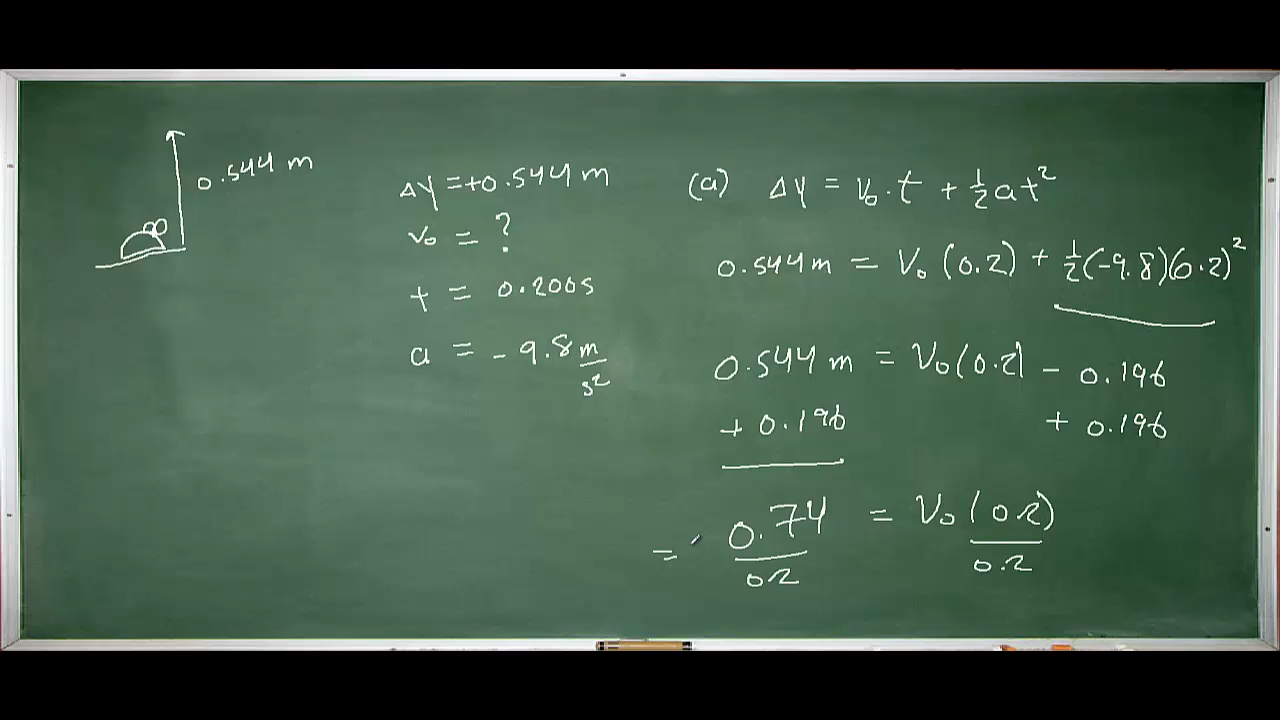 0.544 m
Δy = +0.544 m
v₀ = ?
t = 0.200s
a = - 9.8 m/s²
(a) Δy = v₀ · t + ½at²
0.544 m = V₀ (0.2) + ½(-9.8)(0.2)²
0.544 m = V₀(0.2) - 0.196
+ 0.196 + 0.196
= 0.74/0.2 = V₀(0.2)/0.2